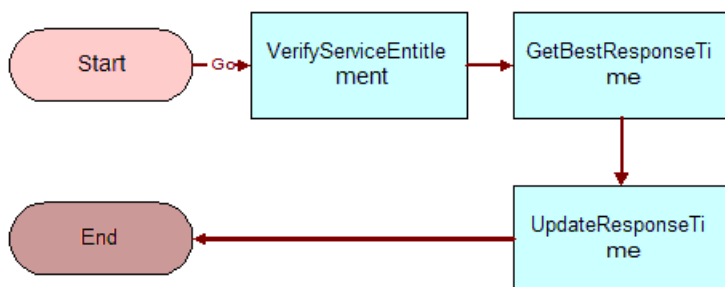 Start
Go
VerifyServiceEntitle
ment
GetBestResponseTi
me
UpdateResponseTi
me
End